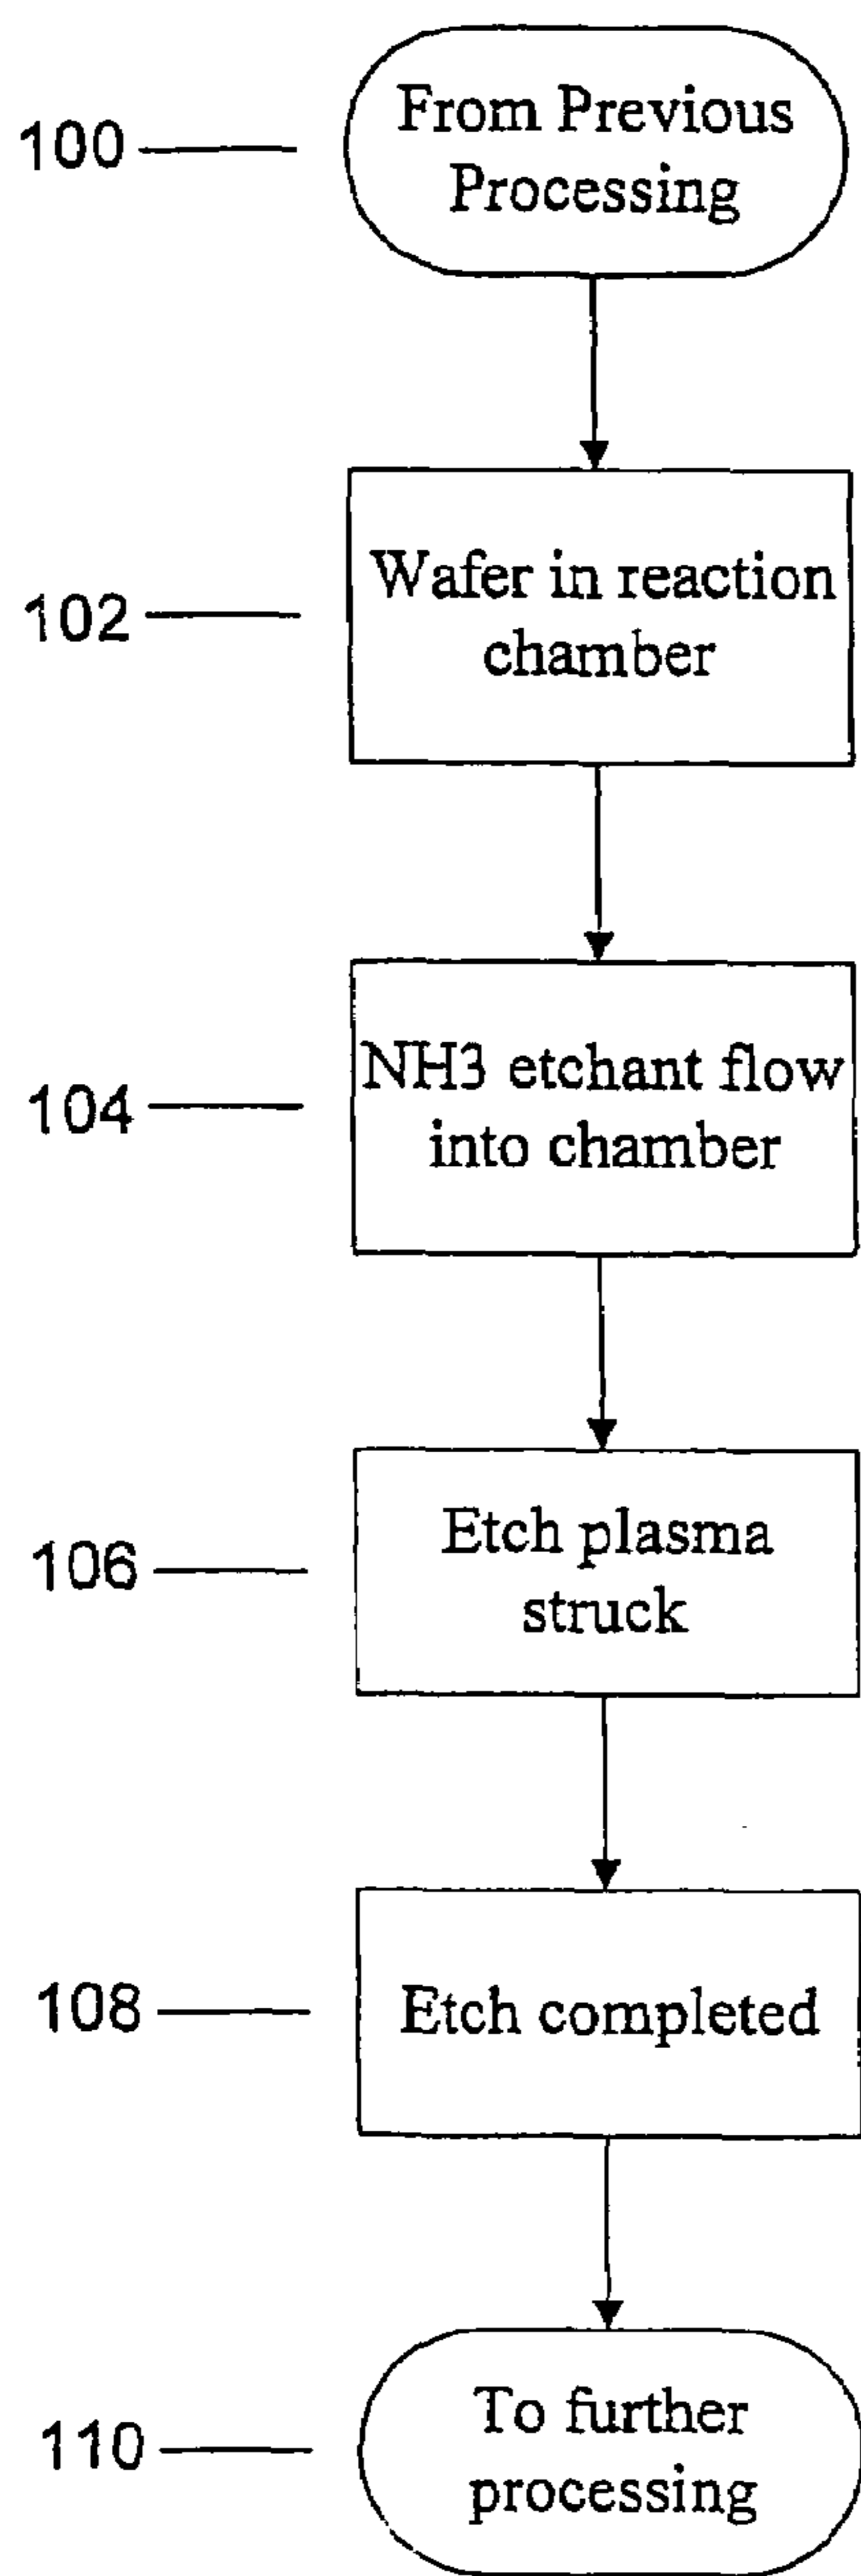 100
From Previous
Processing
102
Wafer in reaction
chamber
104
NH3 etchant flow
into chamber
106
Etch plasma
struck
108
Etch completed
110
To further
processing